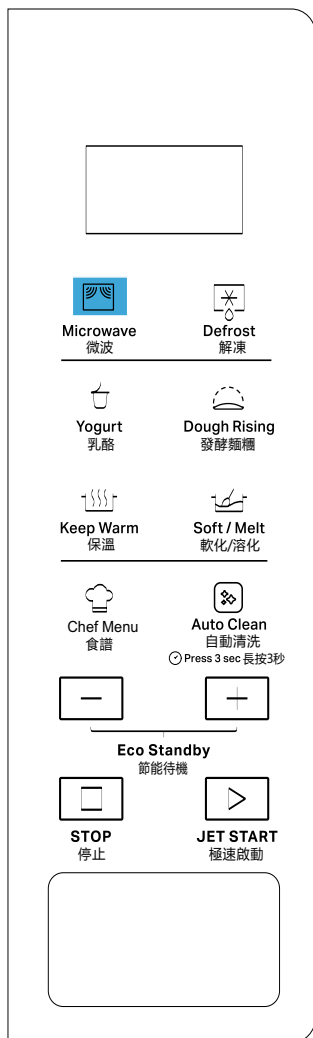 Microwave
微波
Defrost
解凍
Yogurt
乳酪
Dough Rising
發酵麵糰
Keep Warm
保溫
Soft / Melt
軟化/溶化
Chef Menu
食譜
Auto Clean
自動清洗
Press 3 sec 長按3秒
Eco Standby
節能待機
STOP
停止
JET START
極速啟動